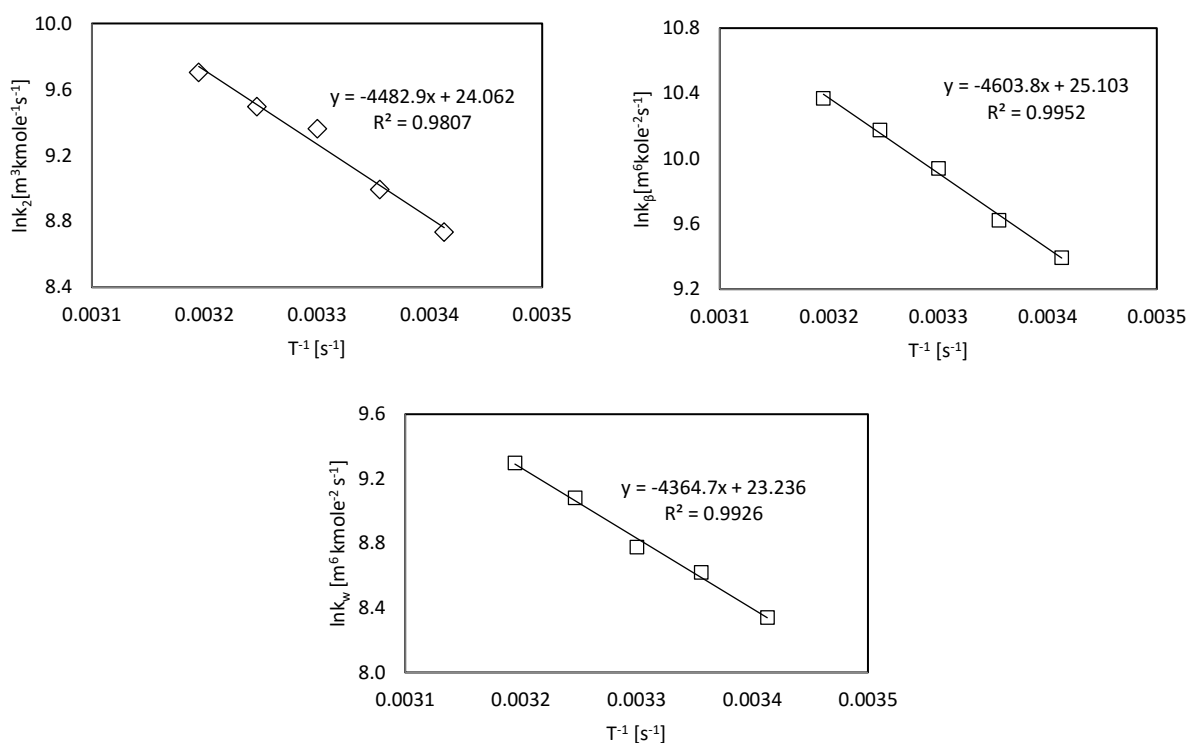 10.0
9.6
9.2
8.8
8.4
0.0031 0.0032 0.0033 0.0034 0.0035
lnk₂[m³kmole⁻¹s⁻¹]
T⁻¹ [s⁻¹]
y = -4482.9x + 24.062
R² = 0.9807
10.8
10.4
10.0
9.6
9.2
0.0031 0.0032 0.0033 0.0034 0.0035
lnkᵦ[m⁶kole⁻²s⁻¹]
T⁻¹ [s⁻¹]
y = -4603.8x + 25.103
R² = 0.9952
9.6
9.2
8.8
8.4
8.0
0.0031 0.0032 0.0033 0.0034 0.0035
lnk_w [m⁶ kmole⁻² s⁻¹]
T⁻¹ [s⁻¹]
y = -4364.7x + 23.236
R² = 0.9926